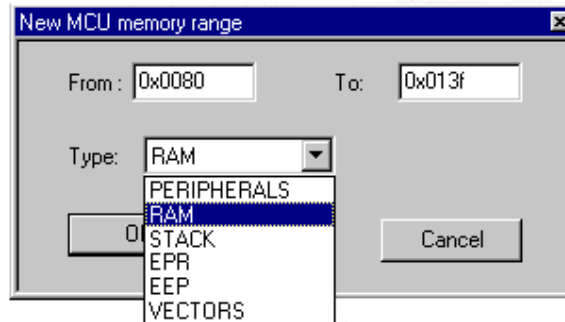 New MCU memory range
From : 0x0080 To: 0x013f
Type: RAM
PERIPHERALS
RAM
STACK
EPR
EEP
VECTORS
Cancel